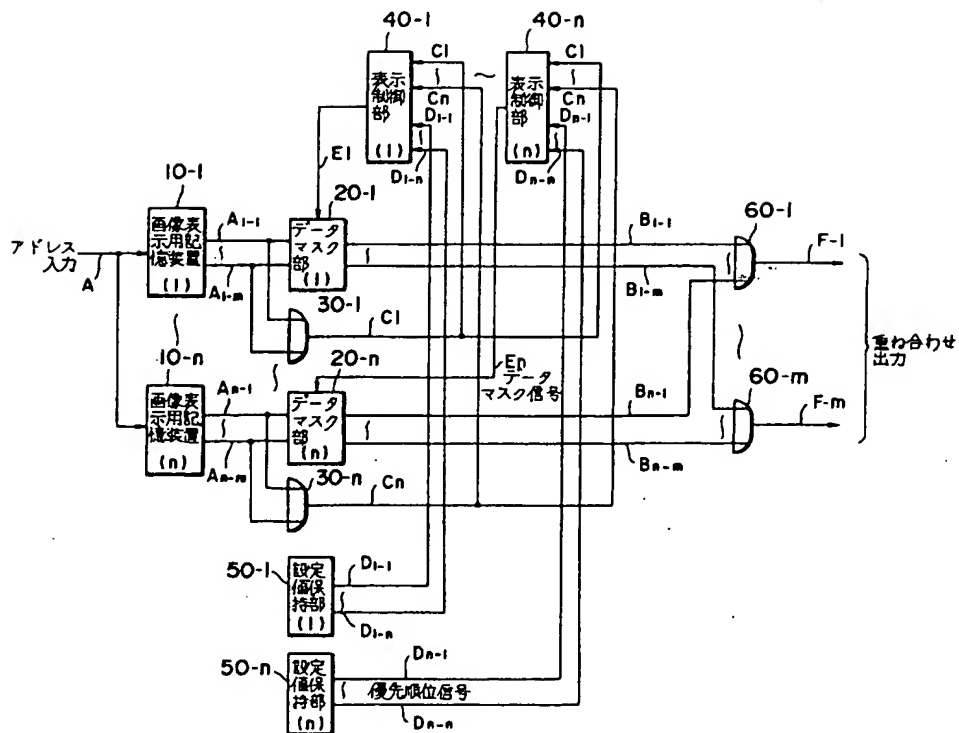 40-1
40-n
C1
Cn
D1-1
D1-n
表示
制御
部
(1)
C1
Cn
Dn-1
Dn-n
表示
制御
部
(n)
E1
10-1
20-1
60-1
アドレス
入力
A
画像表
示用記
憶装置
(1)
A1-1
A1-m
データ
マスク
部
(1)
B1-1
B1-m
F-1
30-1
C1
10-n
20-n
En
データ
マスク信号
重ね合わせ
出力
画像表
示用記
憶装置
(n)
An-1
An-m
データ
マスク
部
(n)
Bn-1
Bn-m
60-m
F-m
30-n
Cn
50-1
設定
値保
持部
(1)
D1-1
D1-n
50-n
設定
値保
持部
(n)
Dn-1
優先順位信号
Dn-n